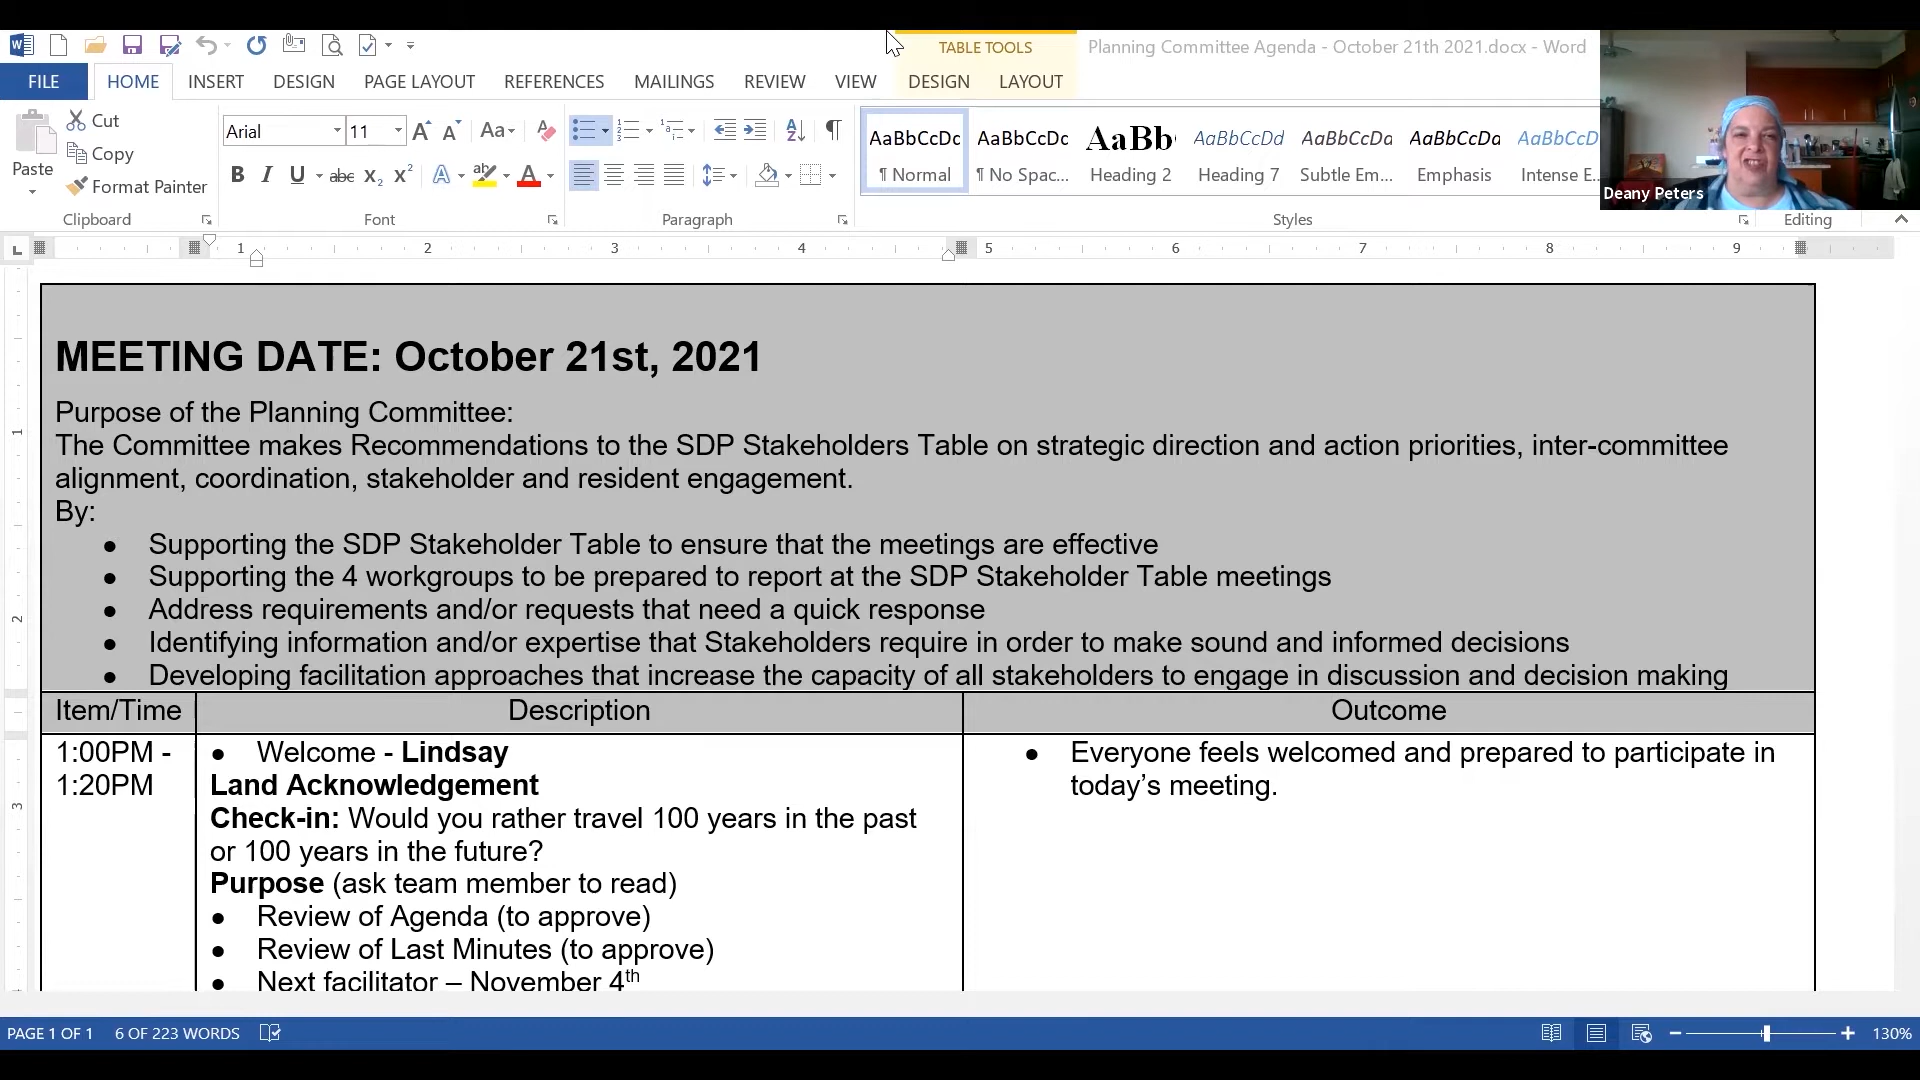 TABLE TOOLS
Planning Committee Agenda - October 21th 2021.docx - Word
FILE HOME INSERT DESIGN PAGE LAYOUT REFERENCES MAILINGS REVIEW VIEW DESIGN LAYOUT
Paste
Cut
Copy
Format Painter
Clipboard
Arial 11
Font
Paragraph
AaBbCcDc AaBbCcDc AaBb AaBbCcDd AaBbCcDa AaBbCcDa AaBbCcD
¶ Normal ¶ No Spac... Heading 2 Heading 7 Subtle Em... Emphasis Intense E...
Styles
Editing
Deany Peters
1 2 3 4 5 6 7 8 9
MEETING DATE: October 21st, 2021
Purpose of the Planning Committee:
The Committee makes Recommendations to the SDP Stakeholders Table on strategic direction and action priorities, inter-committee
alignment, coordination, stakeholder and resident engagement.
By:
● Supporting the SDP Stakeholder Table to ensure that the meetings are effective
● Supporting the 4 workgroups to be prepared to report at the SDP Stakeholder Table meetings
● Address requirements and/or requests that need a quick response
● Identifying information and/or expertise that Stakeholders require in order to make sound and informed decisions
● Developing facilitation approaches that increase the capacity of all stakeholders to engage in discussion and decision making
Item/Time Description Outcome
1:00PM -
1:20PM
● Welcome - Lindsay
Land Acknowledgement
Check-in: Would you rather travel 100 years in the past
or 100 years in the future?
Purpose (ask team member to read)
● Review of Agenda (to approve)
● Review of Last Minutes (to approve)
● Next facilitator – November 4th
● Everyone feels welcomed and prepared to participate in
today’s meeting.
PAGE 1 OF 1 6 OF 223 WORDS 130%